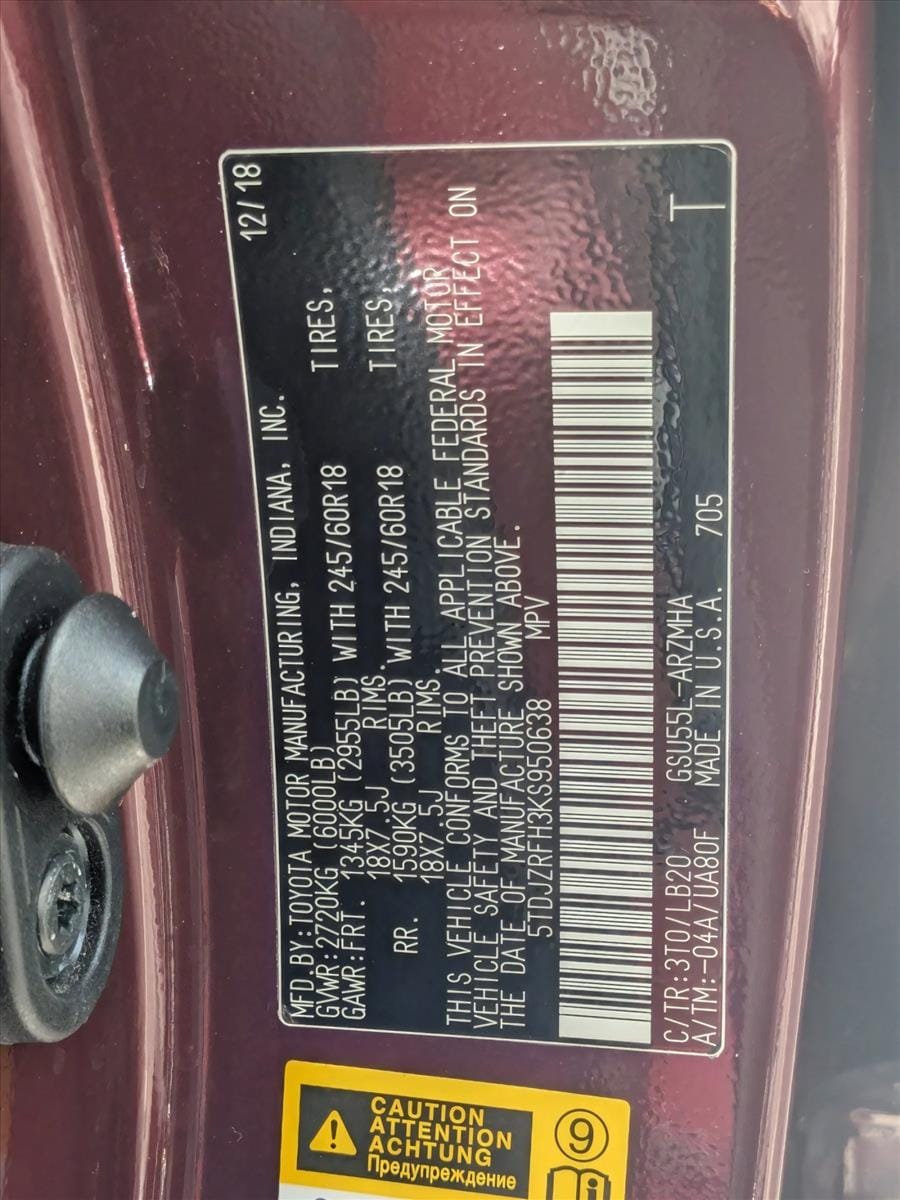 12/18
MFD.BY:TOYOTA MOTOR MANUFACTURING, INDIANA, INC.
GVWR:2720KG (6000LB)
GAWR:FRT. 1345KG (2955LB) WITH 245/60R18 TIRES,
18X7.5J RIMS.
RR. 1590KG (3505LB) WITH 245/60R18 TIRES,
18X7.5J RIMS.
THIS VEHICLE CONFORMS TO ALL APPLICABLE FEDERAL MOTOR
VEHICLE SAFETY AND THEFT PREVENTION STANDARDS IN EFFECT ON
THE DATE OF MANUFACTURE SHOWN ABOVE.
5TDJZRFH3KS950638 MPV
C/TR:3T0/LB20 GSU55L-ARZMHA
A/TM:-04A/UA80F MADE IN U.S.A. 705
T
CAUTION
ATTENTION
ACHTUNG
Предупреждение
9